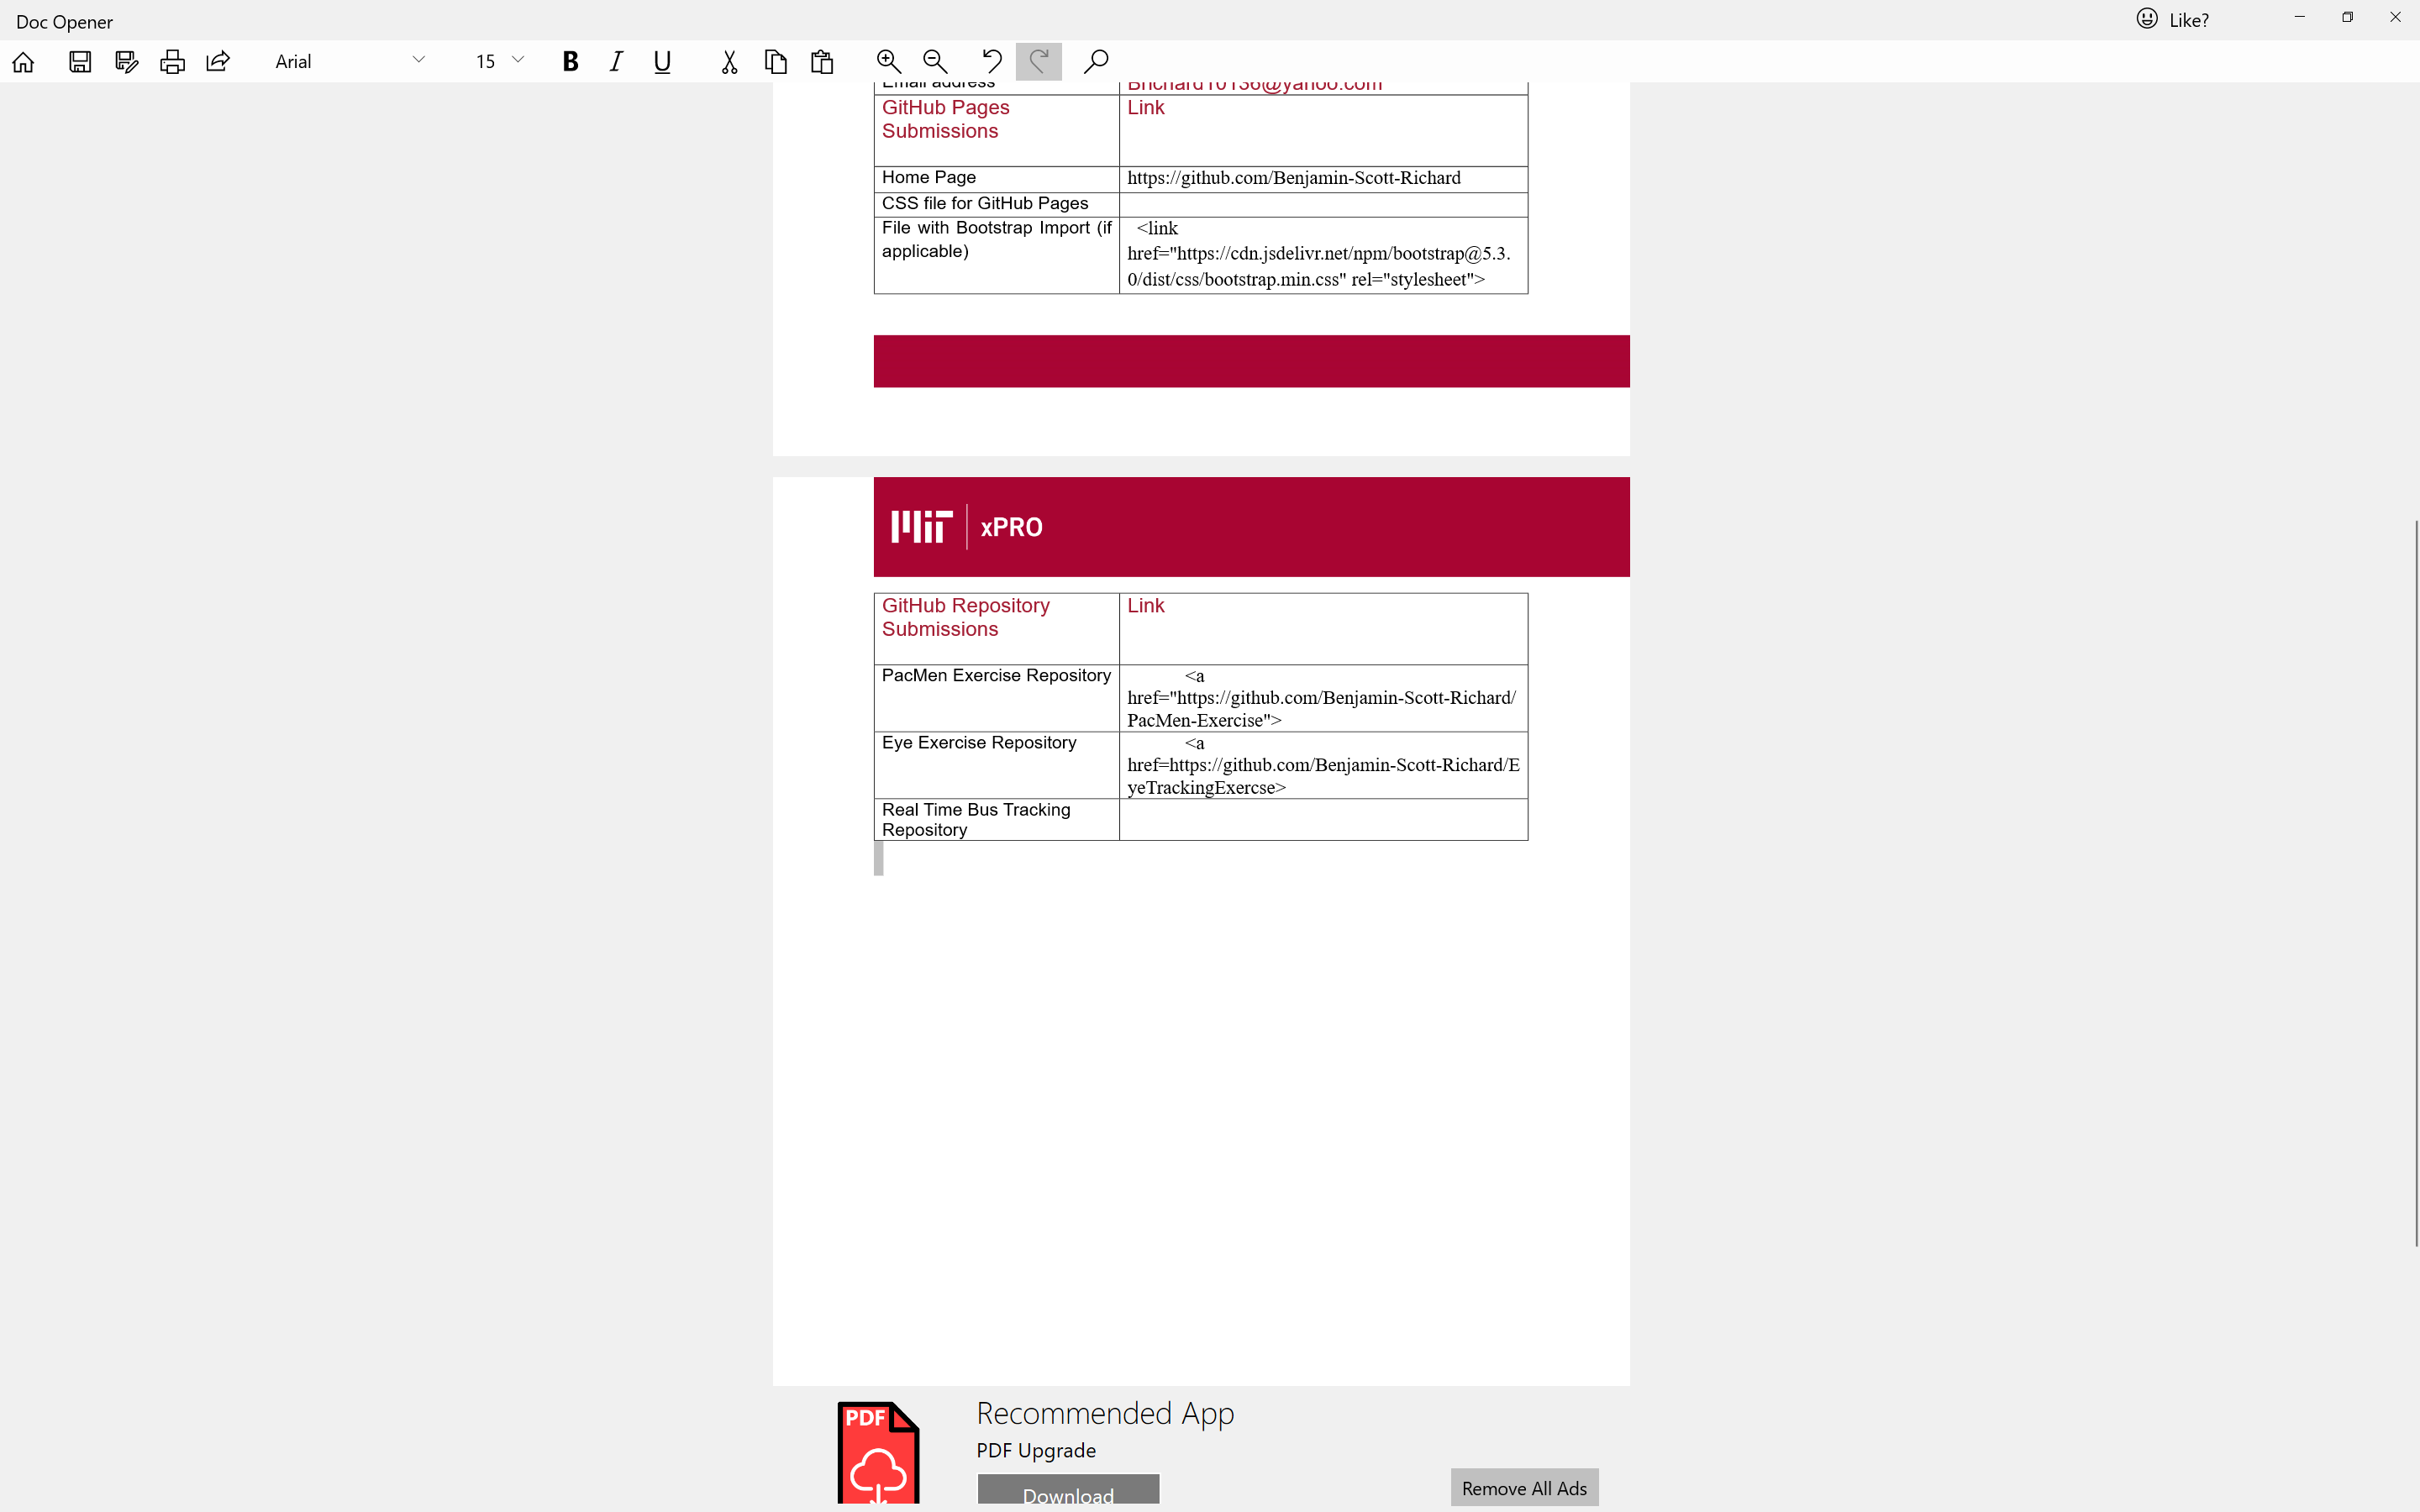 Doc Opener
Like?
Arial
15
B
I
U
Email address
Brichard10136@yahoo.com
GitHub Pages
Submissions
Link
Home Page
https://github.com/Benjamin-Scott-Richard
CSS file for GitHub Pages
File with Bootstrap Import (if
applicable)
<link
href="https://cdn.jsdelivr.net/npm/bootstrap@5.3.
0/dist/css/bootstrap.min.css" rel="stylesheet">
MIT
xPRO
GitHub Repository
Submissions
Link
PacMen Exercise Repository
<a
href="https://github.com/Benjamin-Scott-Richard/
PacMen-Exercise">
Eye Exercise Repository
<a
href=https://github.com/Benjamin-Scott-Richard/E
yeTrackingExercse>
Real Time Bus Tracking
Repository
PDF
Recommended App
PDF Upgrade
Download
Remove All Ads